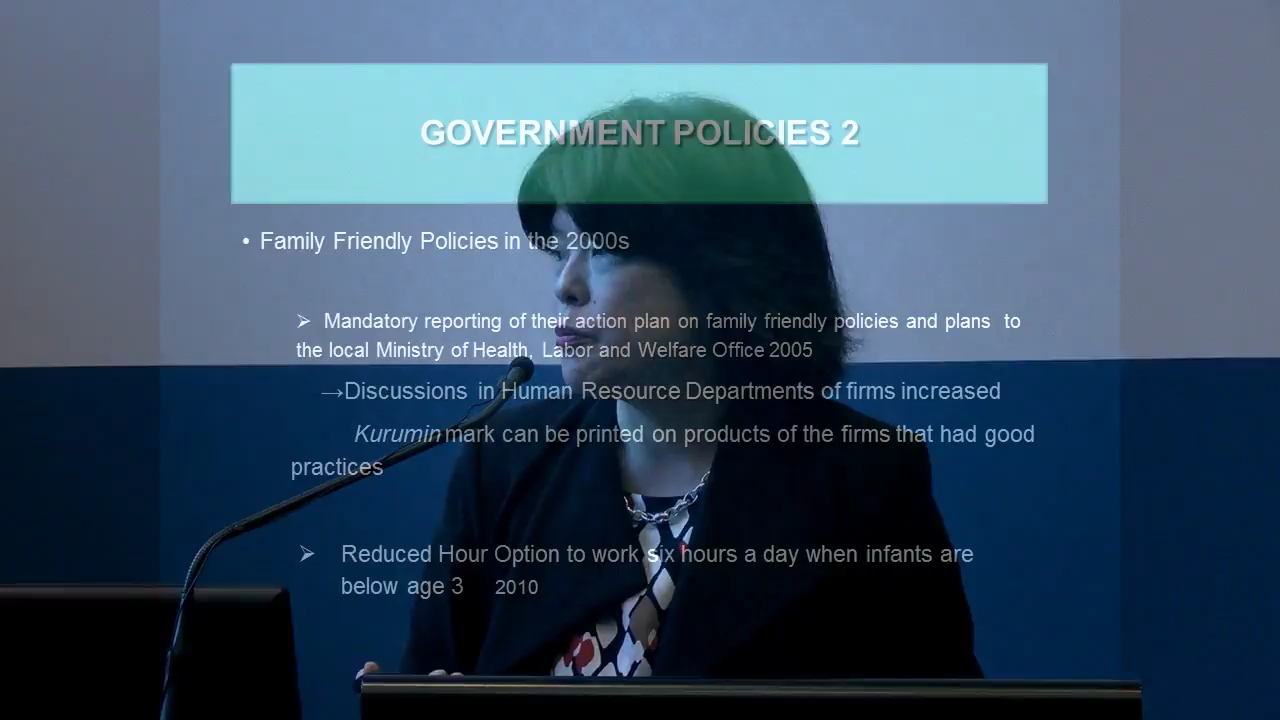 GOVERNMENT POLICIES 2
• Family Friendly Policies in the 2000s
➢ Mandatory reporting of their action plan on family friendly policies and plans to
the local Ministry of Health, Labor and Welfare Office 2005
→Discussions in Human Resource Departments of firms increased
Kurumin mark can be printed on products of the firms that had good
practices
➢ Reduced Hour Option to work six hours a day when infants are
below age 3 2010